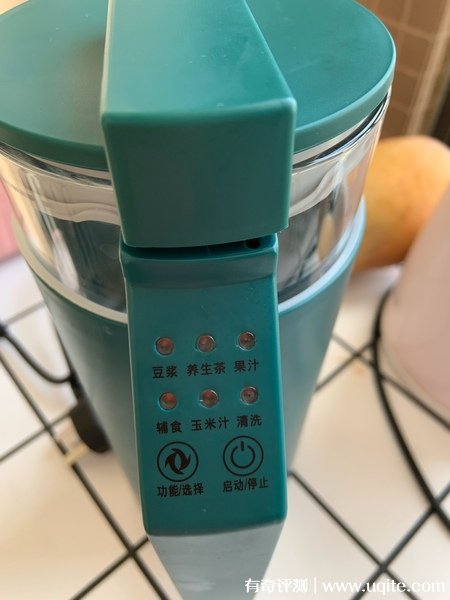 豆浆 养生茶 果汁
辅食 玉米汁 清洗
功能/选择 启动/停止
有奇评测 | www.uqite.com